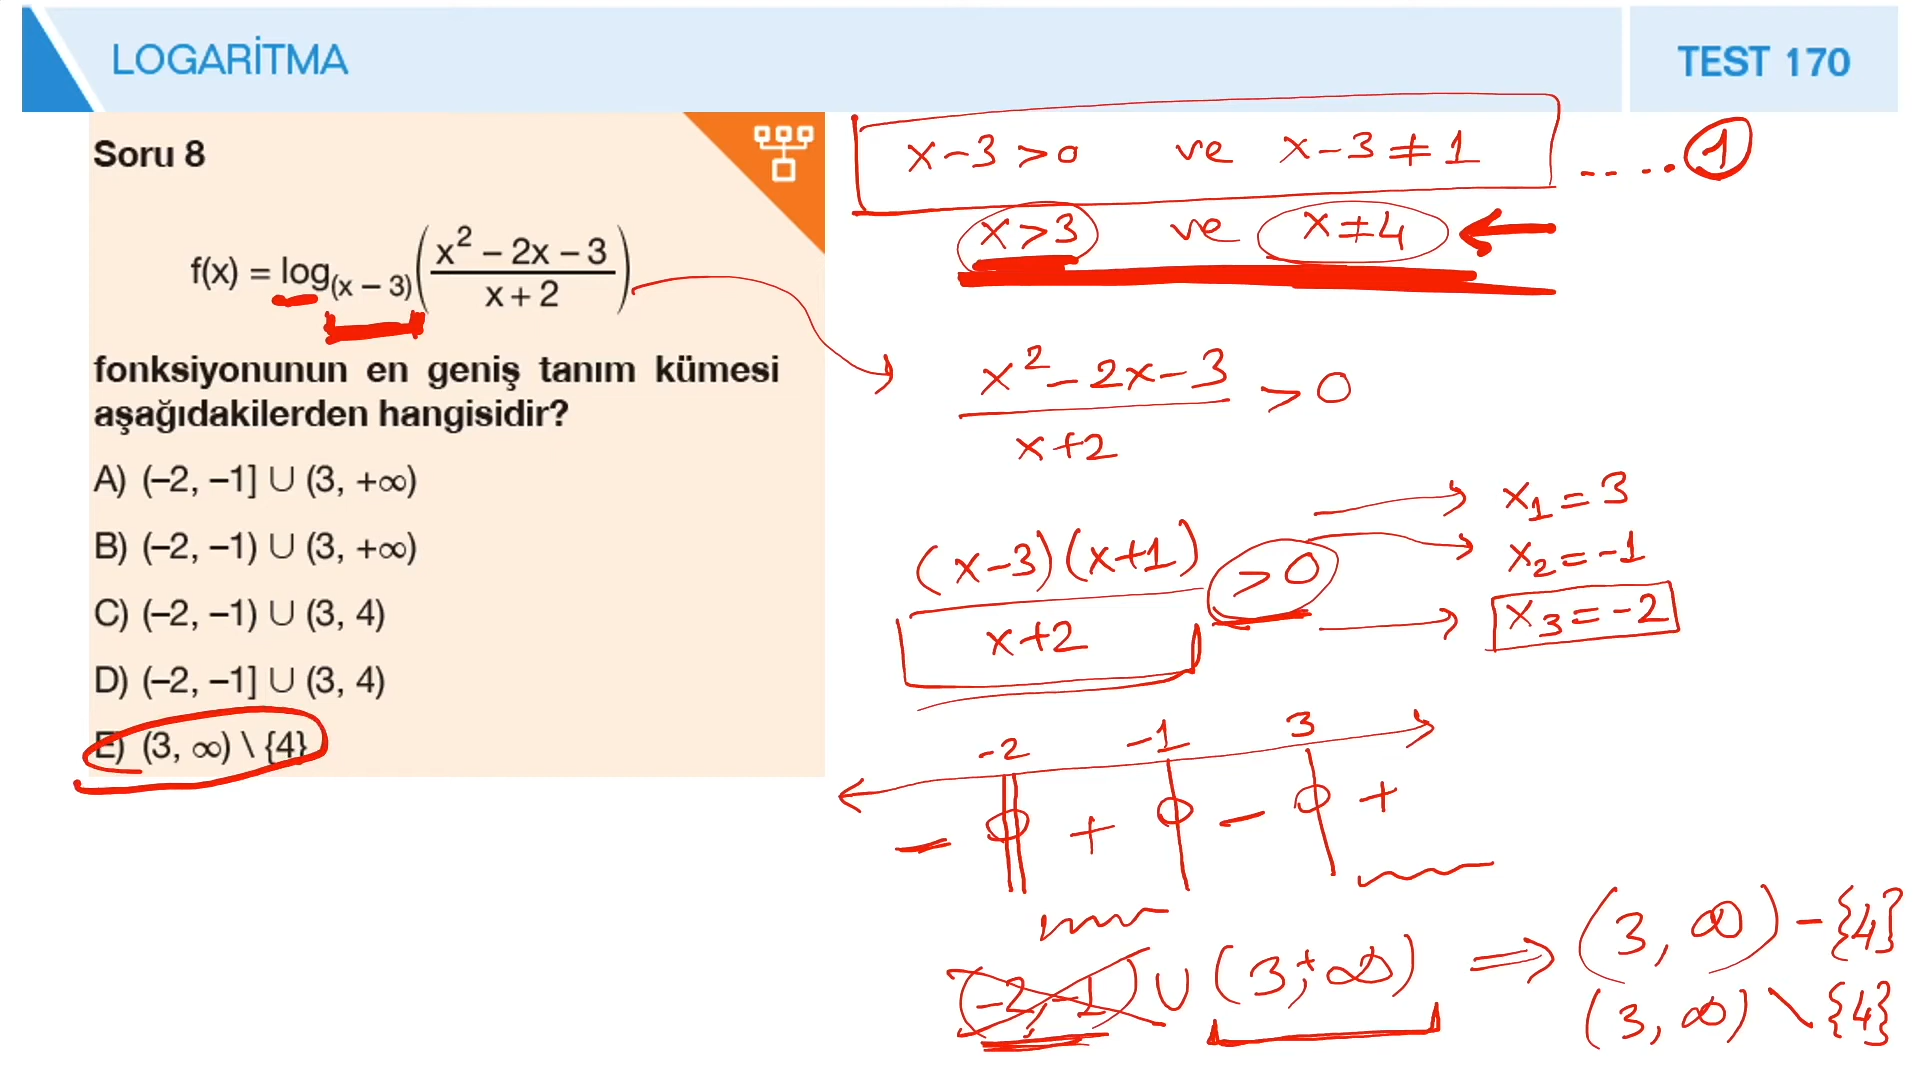 LOGARİTMA
TEST 170
Soru 8
f(x) = log(x – 3)((x² – 2x – 3)/(x + 2))
fonksiyonunun en geniş tanım kümesi
aşağıdakilerden hangisidir?
A) (–2, –1] ∪ (3, +∞)
B) (–2, –1) ∪ (3, +∞)
C) (–2, –1) ∪ (3, 4)
D) (–2, –1] ∪ (3, 4)
E) (3, ∞) \ {4}
x–3 > 0 ve x–3 ≠ 1 ..... 1
x > 3 ve x ≠ 4
x² – 2x – 3
> 0
x+2
(x–3)(x+1)
> 0
x+2
x₁ = 3
x₂ = –1
x₃ = –2
-2 -1 3
– + – +
(-2, -1) ∪ (3, +∞) ⇒ (3, ∞) – {4}
(3, ∞) \ {4}